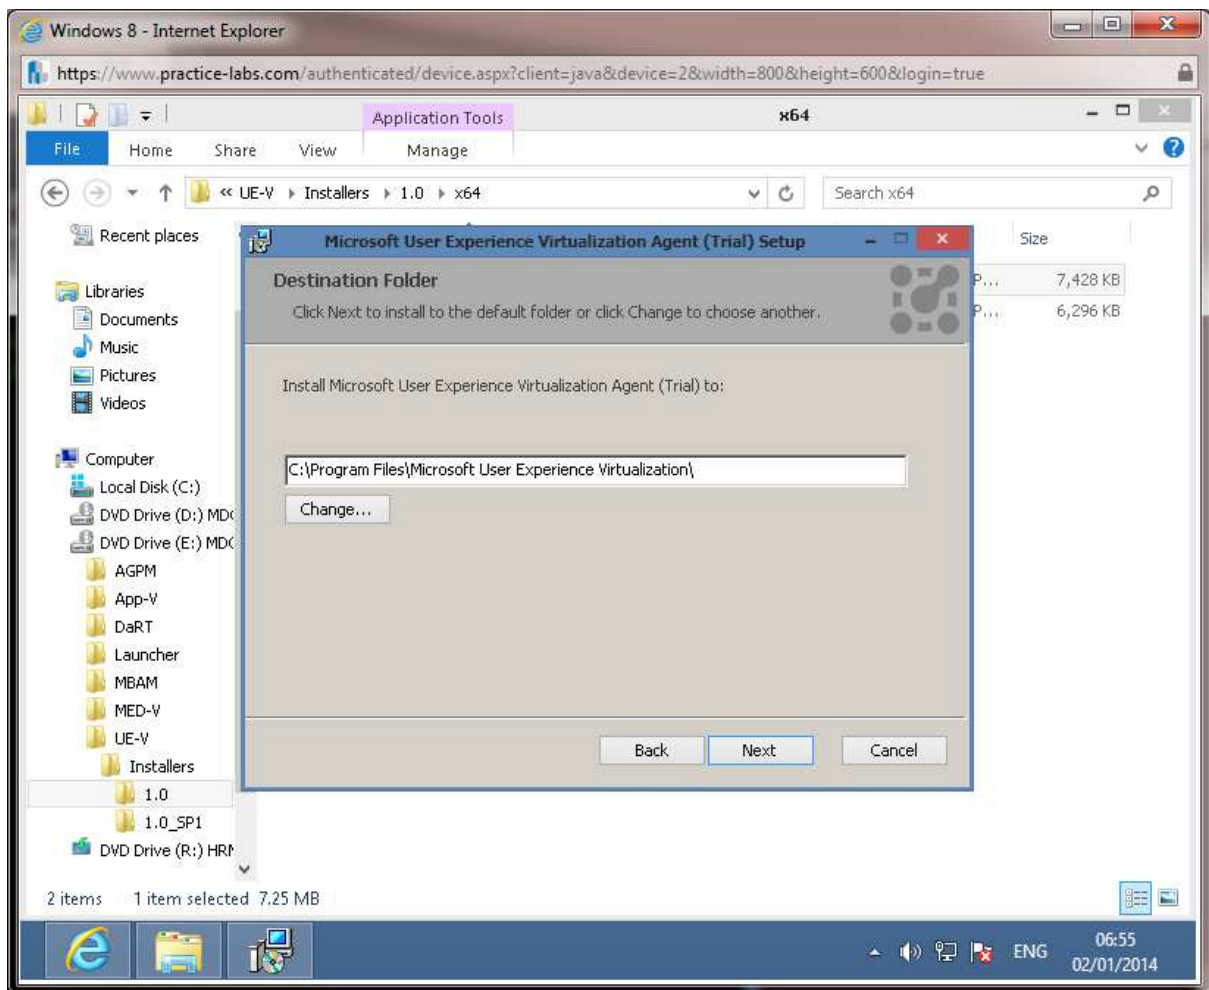 Windows 8 - Internet Explorer
https://www.practice-labs.com/authenticated/device.aspx?client=java&device=2&width=800&height=600&login=true
Application Tools
x64
File Home Share View Manage
« UE-V Installers 1.0 x64
Search x64
Recent places
Libraries
Documents
Music
Pictures
Videos
Computer
Local Disk (C:)
DVD Drive (D:)
DVD Drive (E:)
AGPM
App-V
DaRT
Launcher
MBAM
MED-V
UE-V
Installers
1.0
1.0_SP1
DVD Drive (R:)
Microsoft User Experience Virtualization Agent (Trial) Setup
Destination Folder
Click Next to install to the default folder or click Change to choose another.
Install Microsoft User Experience Virtualization Agent (Trial) to:
C:\Program Files\Microsoft User Experience Virtualization\
Change...
Back Next Cancel
Size
P... 7,428 KB
P... 6,296 KB
2 items 1 item selected 7.25 MB
ENG
06:55
02/01/2014